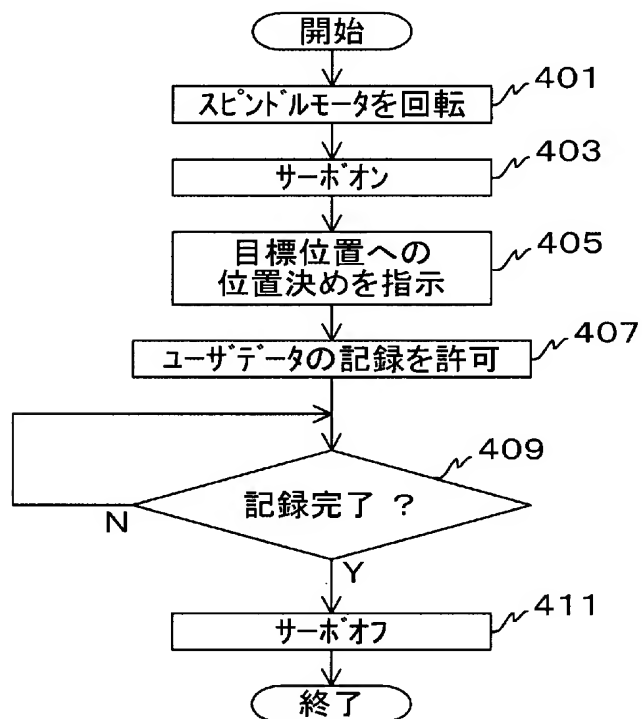 開始
スピンドルモータを回転
401
サーボオン
403
目標位置への
位置決めを指示
405
ユーザデータの記録を許可
407
記録完了 ?
409
N
Y
サーボオフ
411
終了